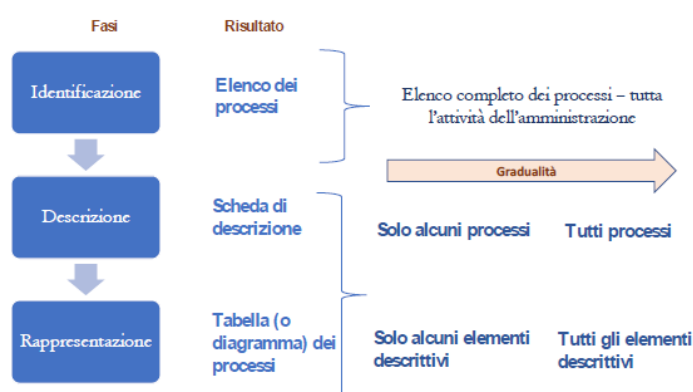 Fasi
Risultato
Identificazione
Elenco dei
processi
Elenco completo dei processi – tutta
l'attività dell'amministrazione
Gradualità
Descrizione
Scheda di
descrizione
Solo alcuni processi
Tutti processi
Rappresentazione
Tabella (o
diagramma) dei
processi
Solo alcuni elementi
descrittivi
Tutti gli elementi
descrittivi